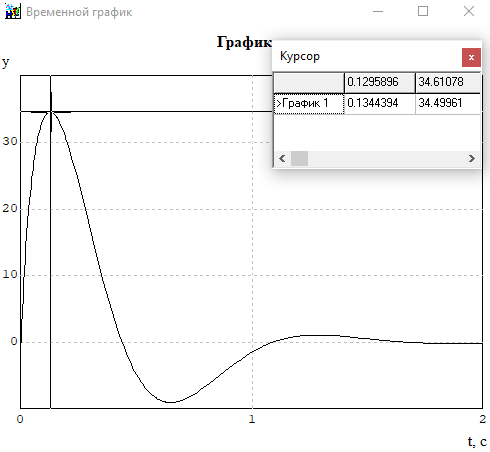 Временной график
График
y
Курсор
x
0.1295896 34.61078
>График 1 0.1344394 34.49961
30
20
10
0
0 1 2
t, c